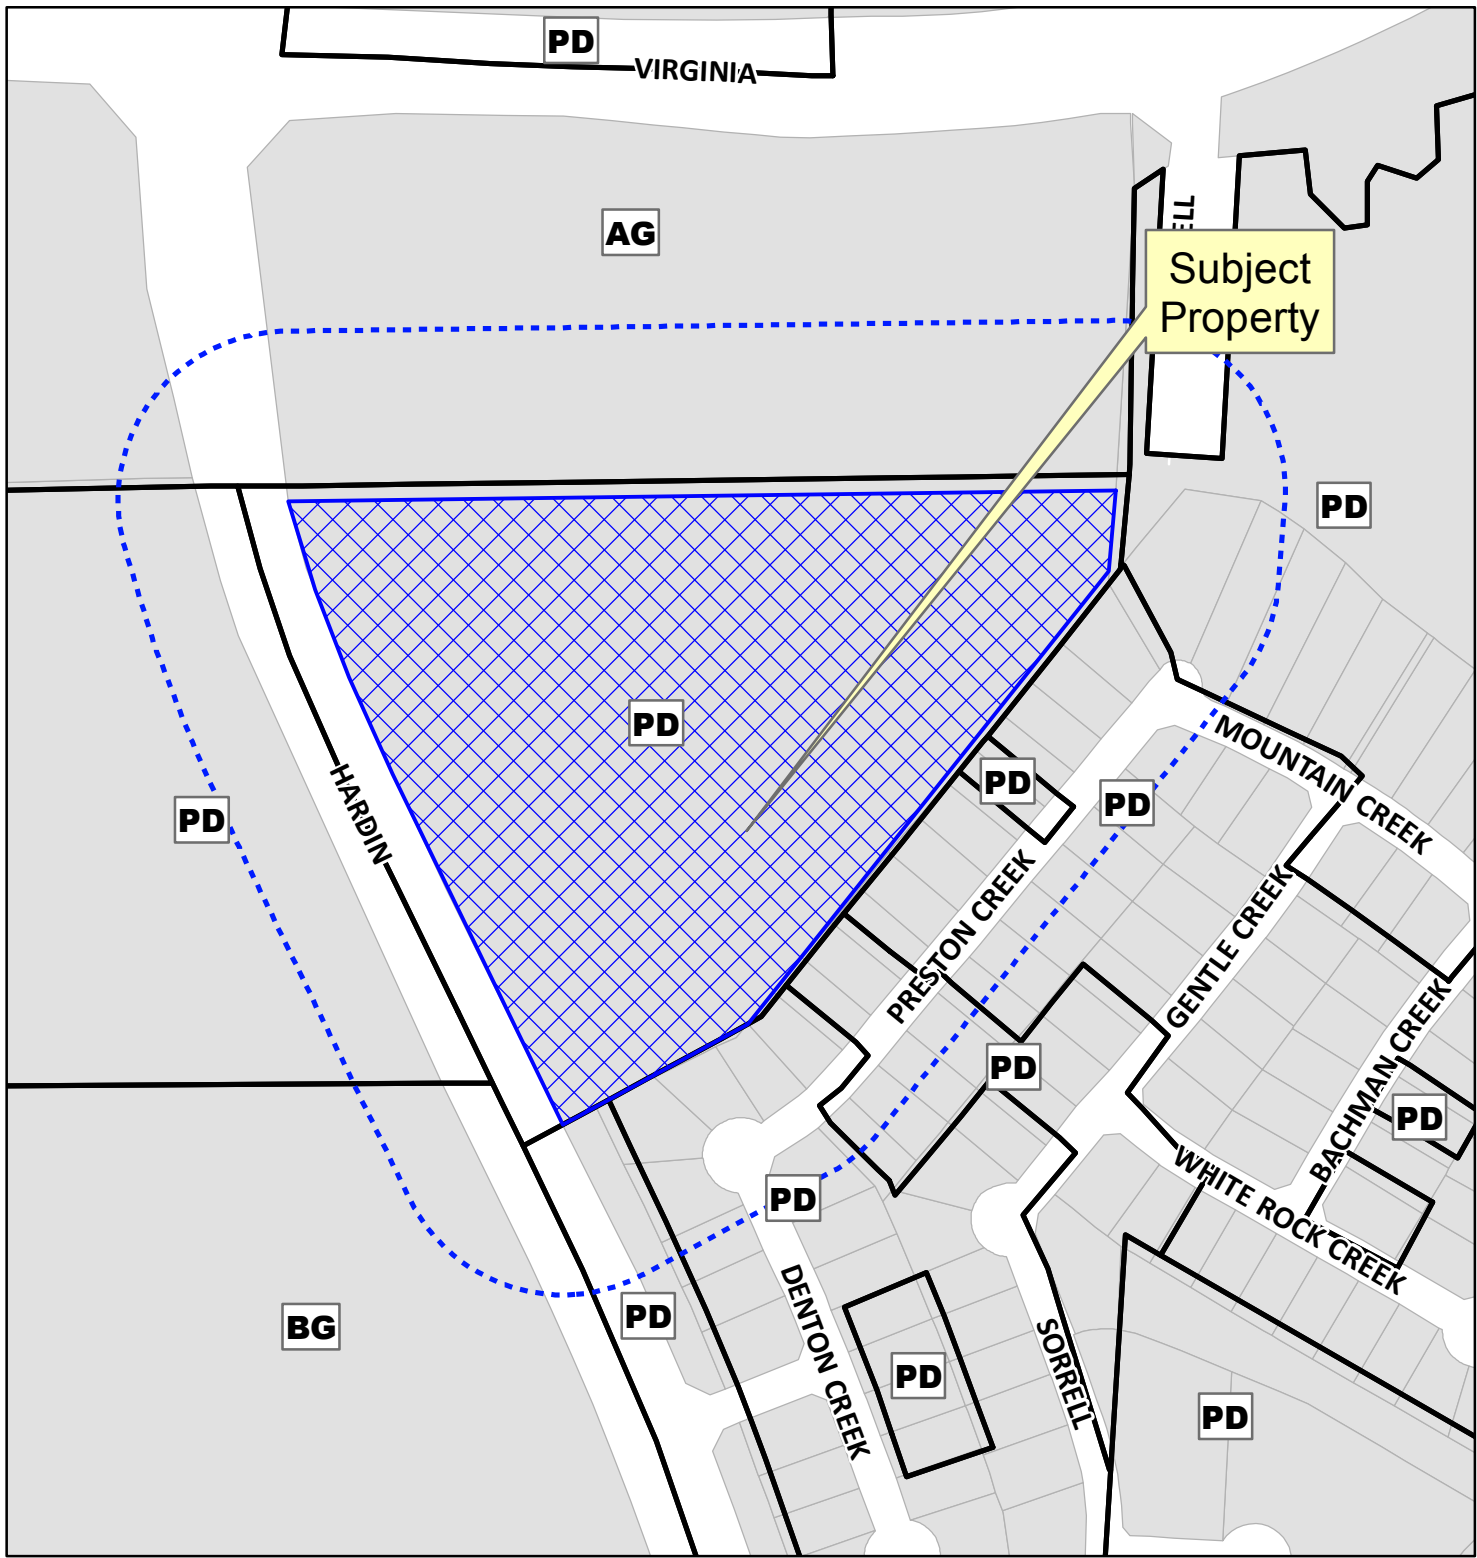 PD
VIRGINIA
AG
ELL
Subject
Property
PD
PD
MOUNTAIN CREEK
PD
PD
PD
HARDIN
PRESTON CREEK
GENTLE CREEK
BACHMAN CREEK
PD
PD
WHITE ROCK CREEK
PD
DENTON CREEK
PD
BG
SORRELL
PD
PD